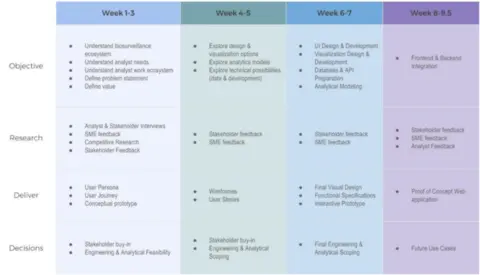 Week 1-3
Week 4-5
Week 6-7
Week 8-9.5
Objective
Understand biosurveillance
ecosystem
Understand analyst needs
Understand analyst work ecosystem
Define problem statement
Define value
Explore design &
visualization options
Explore analytics models
Explore technical possibilities
(data & development)
UI Design & Development
Visualization Design &
Development
Databases & API
Preparation
Analytical Modeling
Frontend & Backend
Integration
Research
Analyst & Stakeholder Interviews
SME feedback
Competitive Research
Stakeholder Feedback
Stakeholder feedback
SME feedback
Stakeholder feedback
SME feedback
Stakeholder feedback
SME feedback
Analyst Feedback
Deliver
User Persona
User Journey
Conceptual prototype
Wireframes
User Stories
Final Visual Design
Functional Specifications
Interactive Prototype
Proof of Concept Web
application
Decisions
Stakeholder buy-in
Engineering & Analytical Feasibility
Stakeholder buy-in
Engineering & Analytical
Scoping
Final Engineering &
Analytical Scoping
Future Use Cases